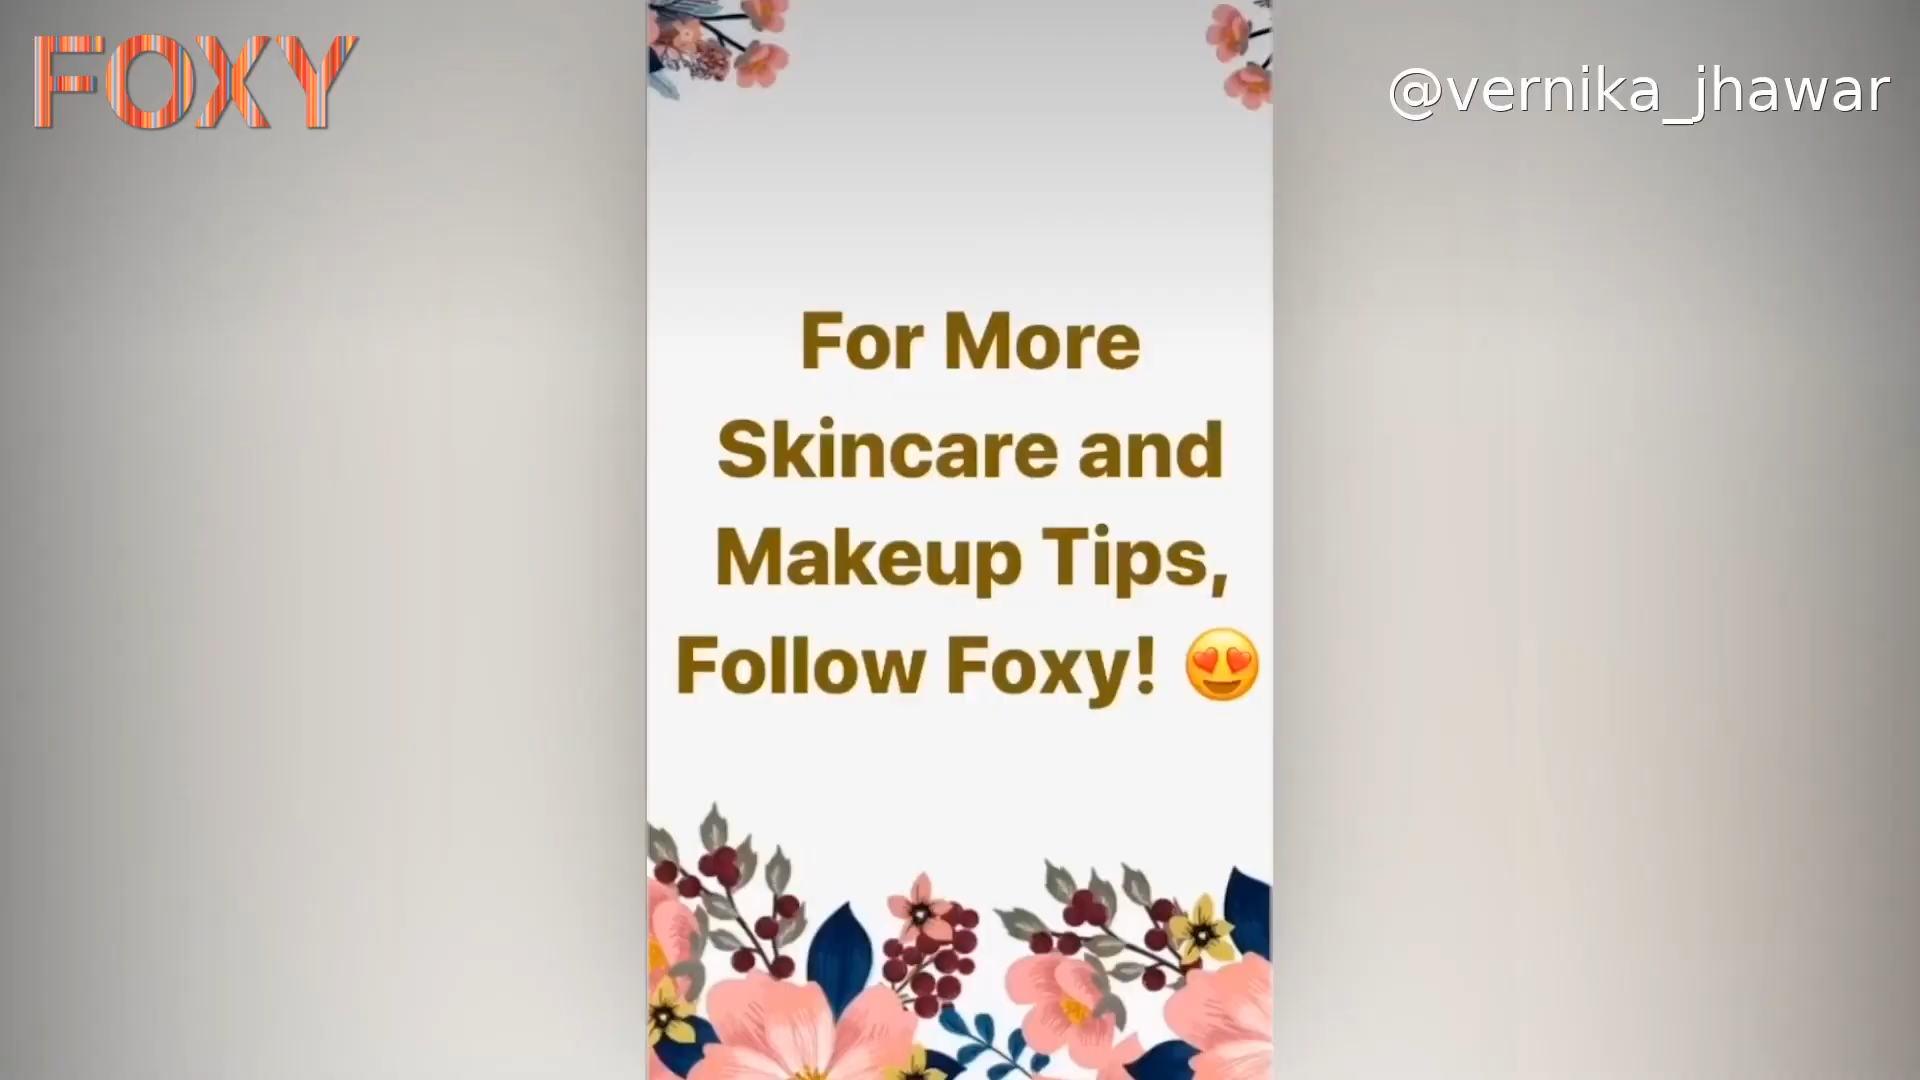 FOXY
@vernika_jhawar
For More
Skincare and
Makeup Tips,
Follow Foxy! 😍